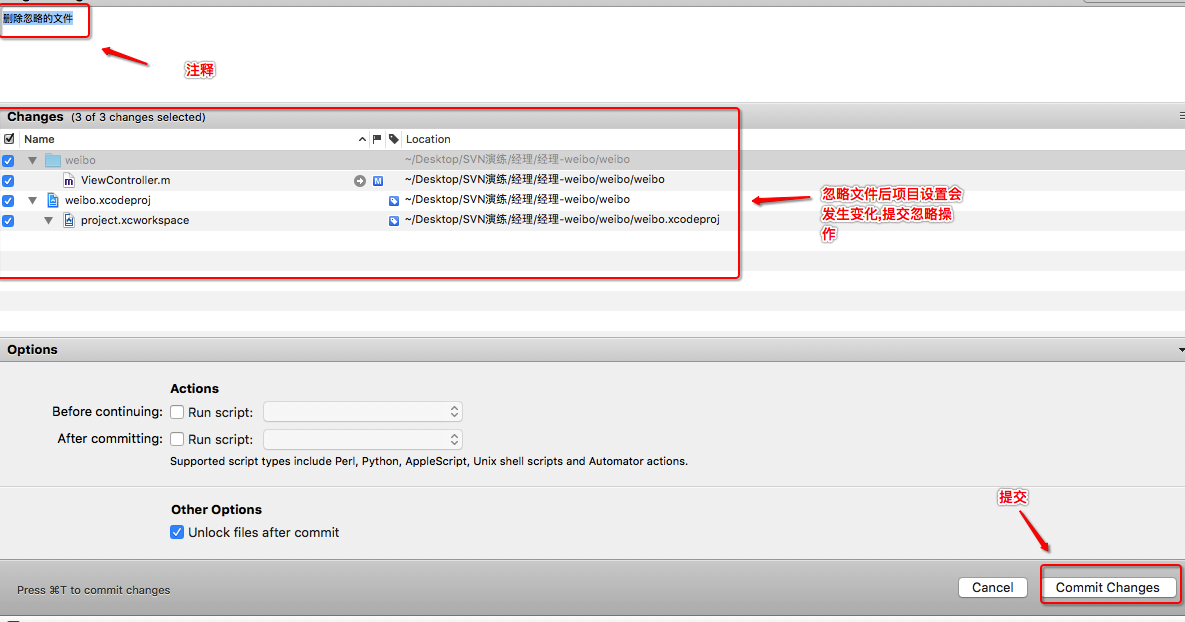 删除忽略的文件
注释
Changes (3 of 3 changes selected)
Name Location
weibo ~/Desktop/SVN演练/经理/经理-weibo/weibo
m ViewController.m M ~/Desktop/SVN演练/经理/经理-weibo/weibo/weibo
weibo.xcodeproj ~/Desktop/SVN演练/经理/经理-weibo/weibo
project.xcworkspace ~/Desktop/SVN演练/经理/经理-weibo/weibo/weibo.xcodeproj
忽略文件后项目设置会
发生变化,提交忽略操
作
Options
Actions
Before continuing: Run script:
After committing: Run script:
Supported script types include Perl, Python, AppleScript, Unix shell scripts and Automator actions.
提交
Other Options
Unlock files after commit
Press ⌘T to commit changes
Cancel
Commit Changes